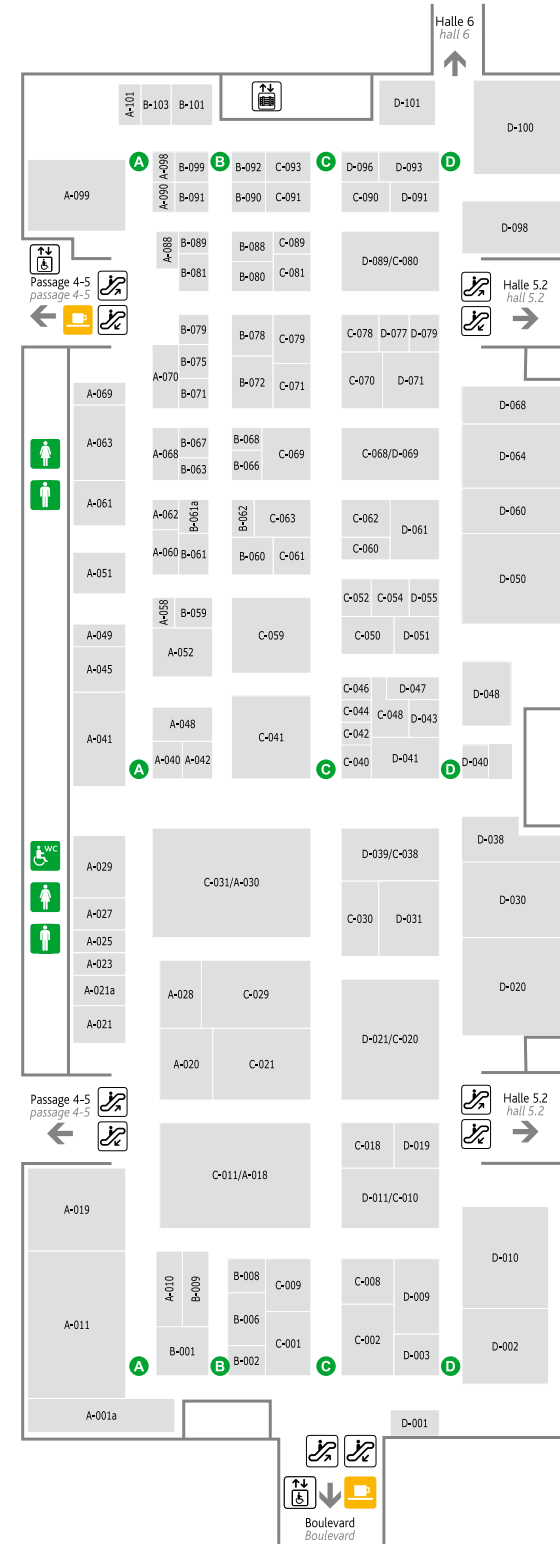 Halle 6
hall 6
A-101
B-103
B-101
D-101
D-100
A
B
C
D
A-098
B-099
B-092
C-093
D-096
D-093
A-099
A-090
B-091
B-090
C-091
C-090
D-091
D-098
A-088
B-089
B-081
B-088
C-089
B-080
C-081
D-089/C-080
Passage 4-5
passage 4-5
Halle 5.2
hall 5.2
B-079
B-078
C-079
C-078
D-077
D-079
A-070
B-075
B-071
B-072
C-071
C-070
D-071
A-069
D-068
A-063
A-068
B-067
B-063
B-068
B-066
C-069
C-068/D-069
D-064
A-061
A-062
B-061a
B-062
C-063
C-062
D-061
D-060
A-060
B-061
B-060
C-061
C-060
A-051
D-050
A-058
B-059
C-052
C-054
D-055
A-049
A-052
C-059
C-050
D-051
A-045
C-046
D-047
D-048
A-041
A-048
C-041
C-044
C-048
D-043
C-042
A-040
A-042
C-040
D-041
D-040
A
C
D
WC
A-029
C-031/A-030
D-039/C-038
D-038
A-027
C-030
D-031
D-030
A-025
A-023
A-021a
A-028
C-029
D-020
A-021
A-020
C-021
D-021/C-020
Passage 4-5
passage 4-5
Halle 5.2
hall 5.2
C-011/A-018
C-018
D-019
A-019
D-011/C-010
A-010
B-009
B-008
C-009
C-008
D-009
D-010
A-011
B-006
C-001
C-002
B-001
B-002
D-003
D-002
A
B
C
D
A-001a
D-001
Boulevard
Boulevard